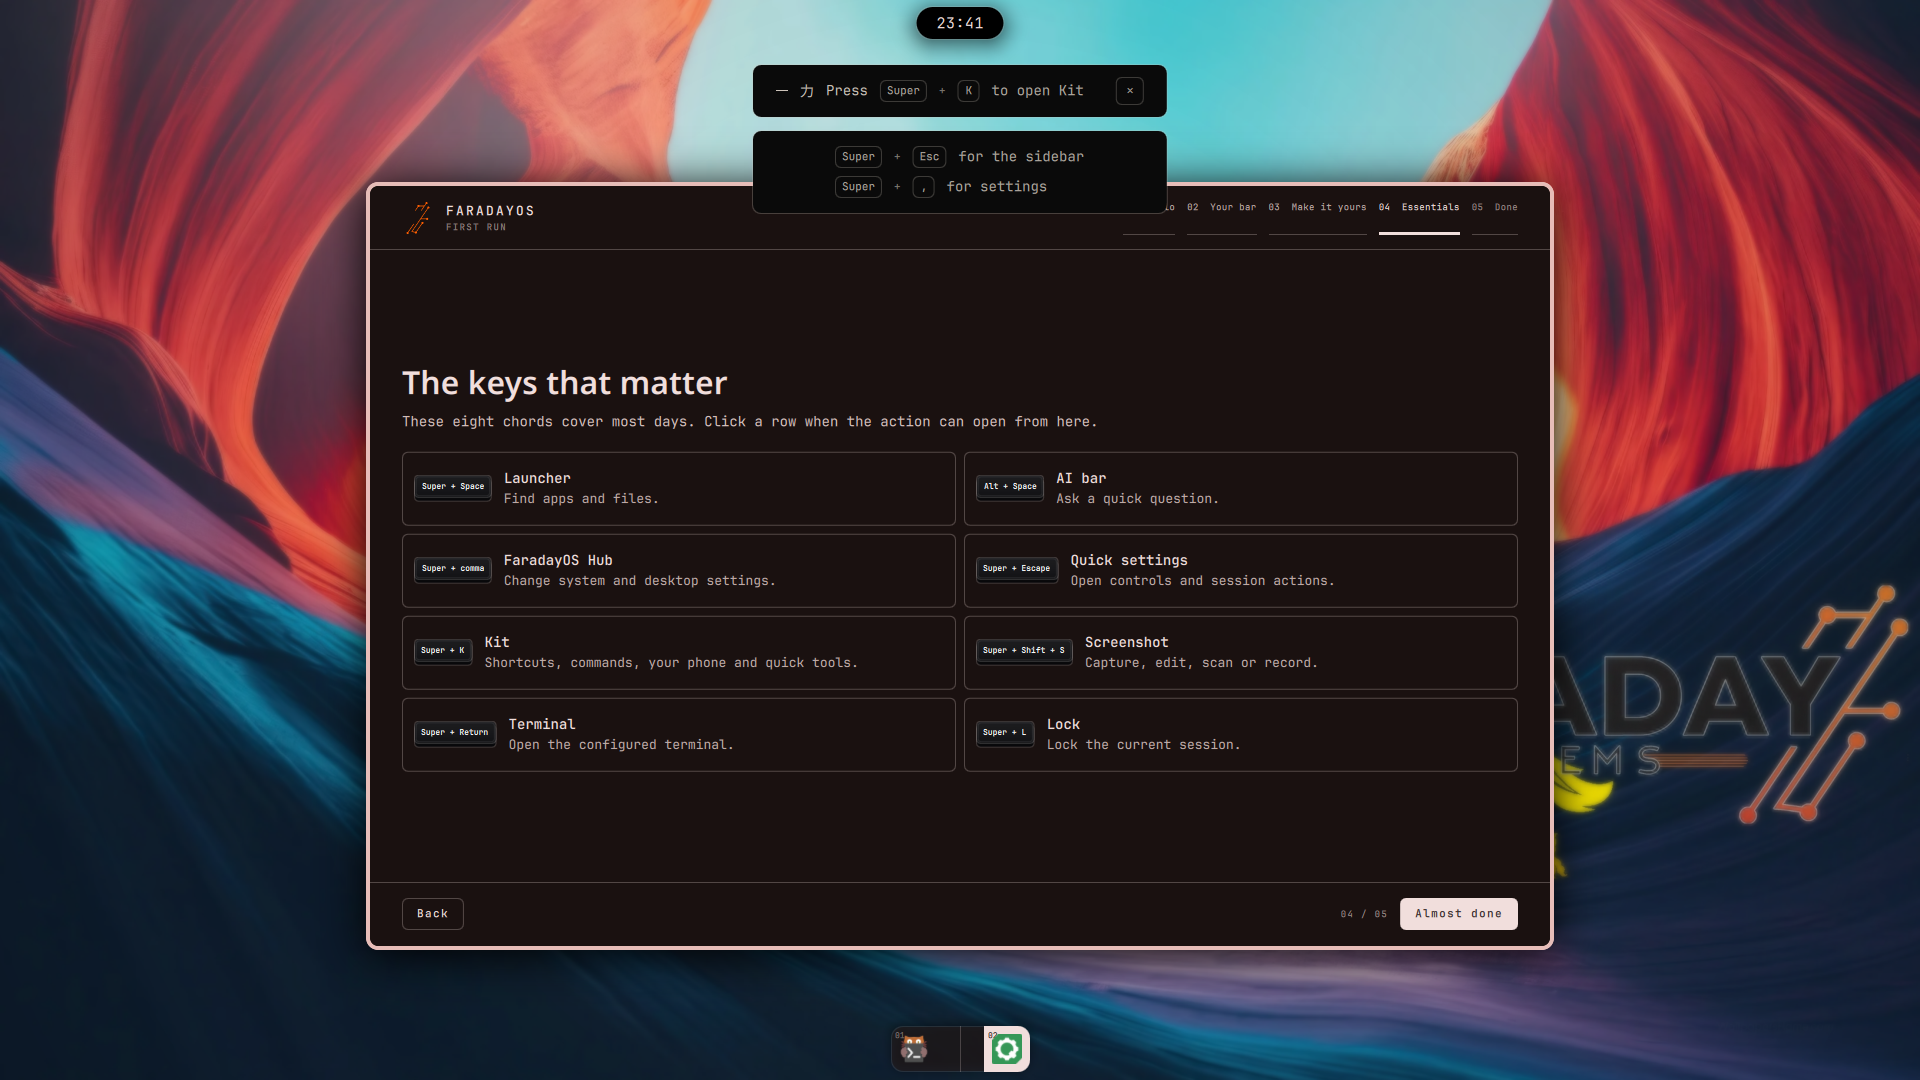 23:41
一 力 Press Super + K to open Kit ×
Super + Esc for the sidebar
Super + , for settings
FARADAYOS
FIRST RUN
02 Your bar 03 Make it yours 04 Essentials 05 Done
The keys that matter
These eight chords cover most days. Click a row when the action can open from here.
Super + Space Launcher
Find apps and files.
Alt + Space AI bar
Ask a quick question.
Super + comma FaradayOS Hub
Change system and desktop settings.
Super + Escape Quick settings
Open controls and session actions.
Super + K Kit
Shortcuts, commands, your phone and quick tools.
Super + Shift + S Screenshot
Capture, edit, scan or record.
Super + Return Terminal
Open the configured terminal.
Super + L Lock
Lock the current session.
ADAY
EMS
Back
04 / 05
Almost done
01
02